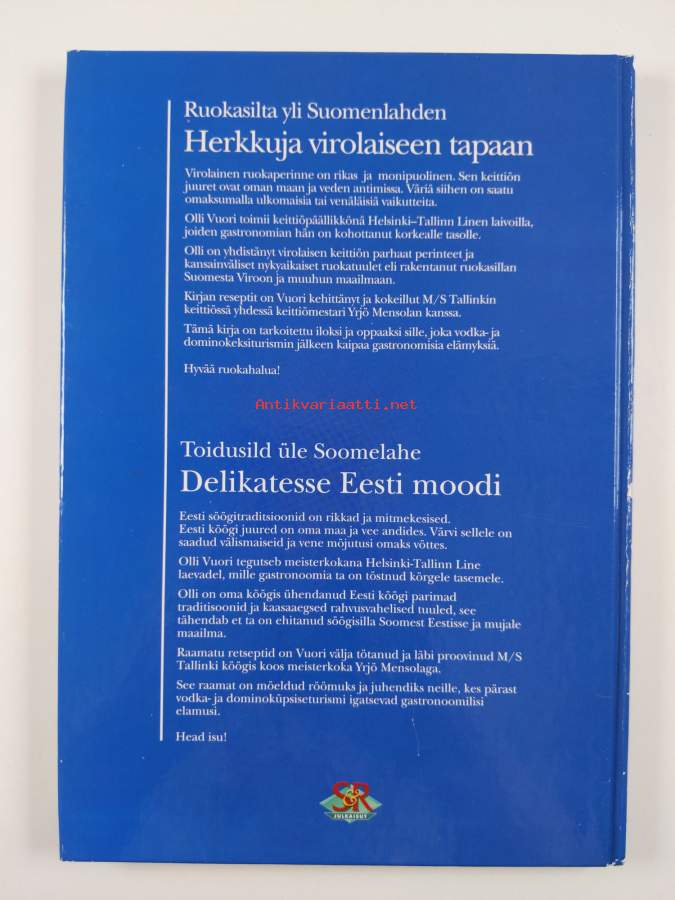 Ruokasilta yli Suomenlahden
Herkkuja virolaiseen tapaan
Virolainen ruokaperinne on rikas ja monipuolinen. Sen keittiön
juuret ovat oman maan ja veden antimissa. Väriä siihen on saatu
omaksumalla ulkomaisia tai venäläisiä vaikutteita.
Olli Vuori toimii keittiöpäällikkönä Helsinki–Tallinn Linen laivoilla,
joiden gastronomian hän on kohottanut korkealle tasolle.
Olli on yhdistänyt virolaisen keittiön parhaat perinteet ja
kansainväliset nykyaikaiset ruokatuulet eli rakentanut ruokasillan
Suomesta Viroon ja muuhun maailmaan.
Kirjan reseptit on Vuori kehittänyt ja kokeillut M/S Tallinkin
keittiössä yhdessä keittiömestari Yrjö Mensolan kanssa.
Tämä kirja on tarkoitettu iloksi ja oppaaksi sille, joka vodka- ja
dominokeksiturismin jälkeen kaipaa gastronomisia elämyksiä.
Hyvää ruokahalua!
Antikvariaatti.net
Toidusild üle Soomelahe
Delikatesse Eesti moodi
Eesti söögitraditsioonid on rikkad ja mitmekesised.
Eesti köögi juured on oma maa ja vee andides. Värvi sellele on
saadud välismaiseid ja vene mõjutusi omaks võttes.
Olli Vuori tegutseb meisterkokana Helsinki-Tallinn Line
laevadel, mille gastronoomia ta on tõstnud kõrgele tasemele.
Olli on oma köögis ühendanud Eesti köögi parimad
traditisoonid ja kaasaaegsed rahvusvahelised tuuled, see
tähendab et ta on ehitanud söögisilla Soomest Eestisse ja mujale
maailma.
Raamatu retseptid on Vuori välja tötanud ja läbi proovinud M/S
Tallinki köögis koos meisterkoka Yrjö Mensolaga.
See raamat on mõeldud rõõmuks ja juhendiks neille, kes pärast
vodka- ja dominoküpsiseturismi igatsevad gastronoomilisi
elamusi.
Head isu!
S&R
JULKAISUT